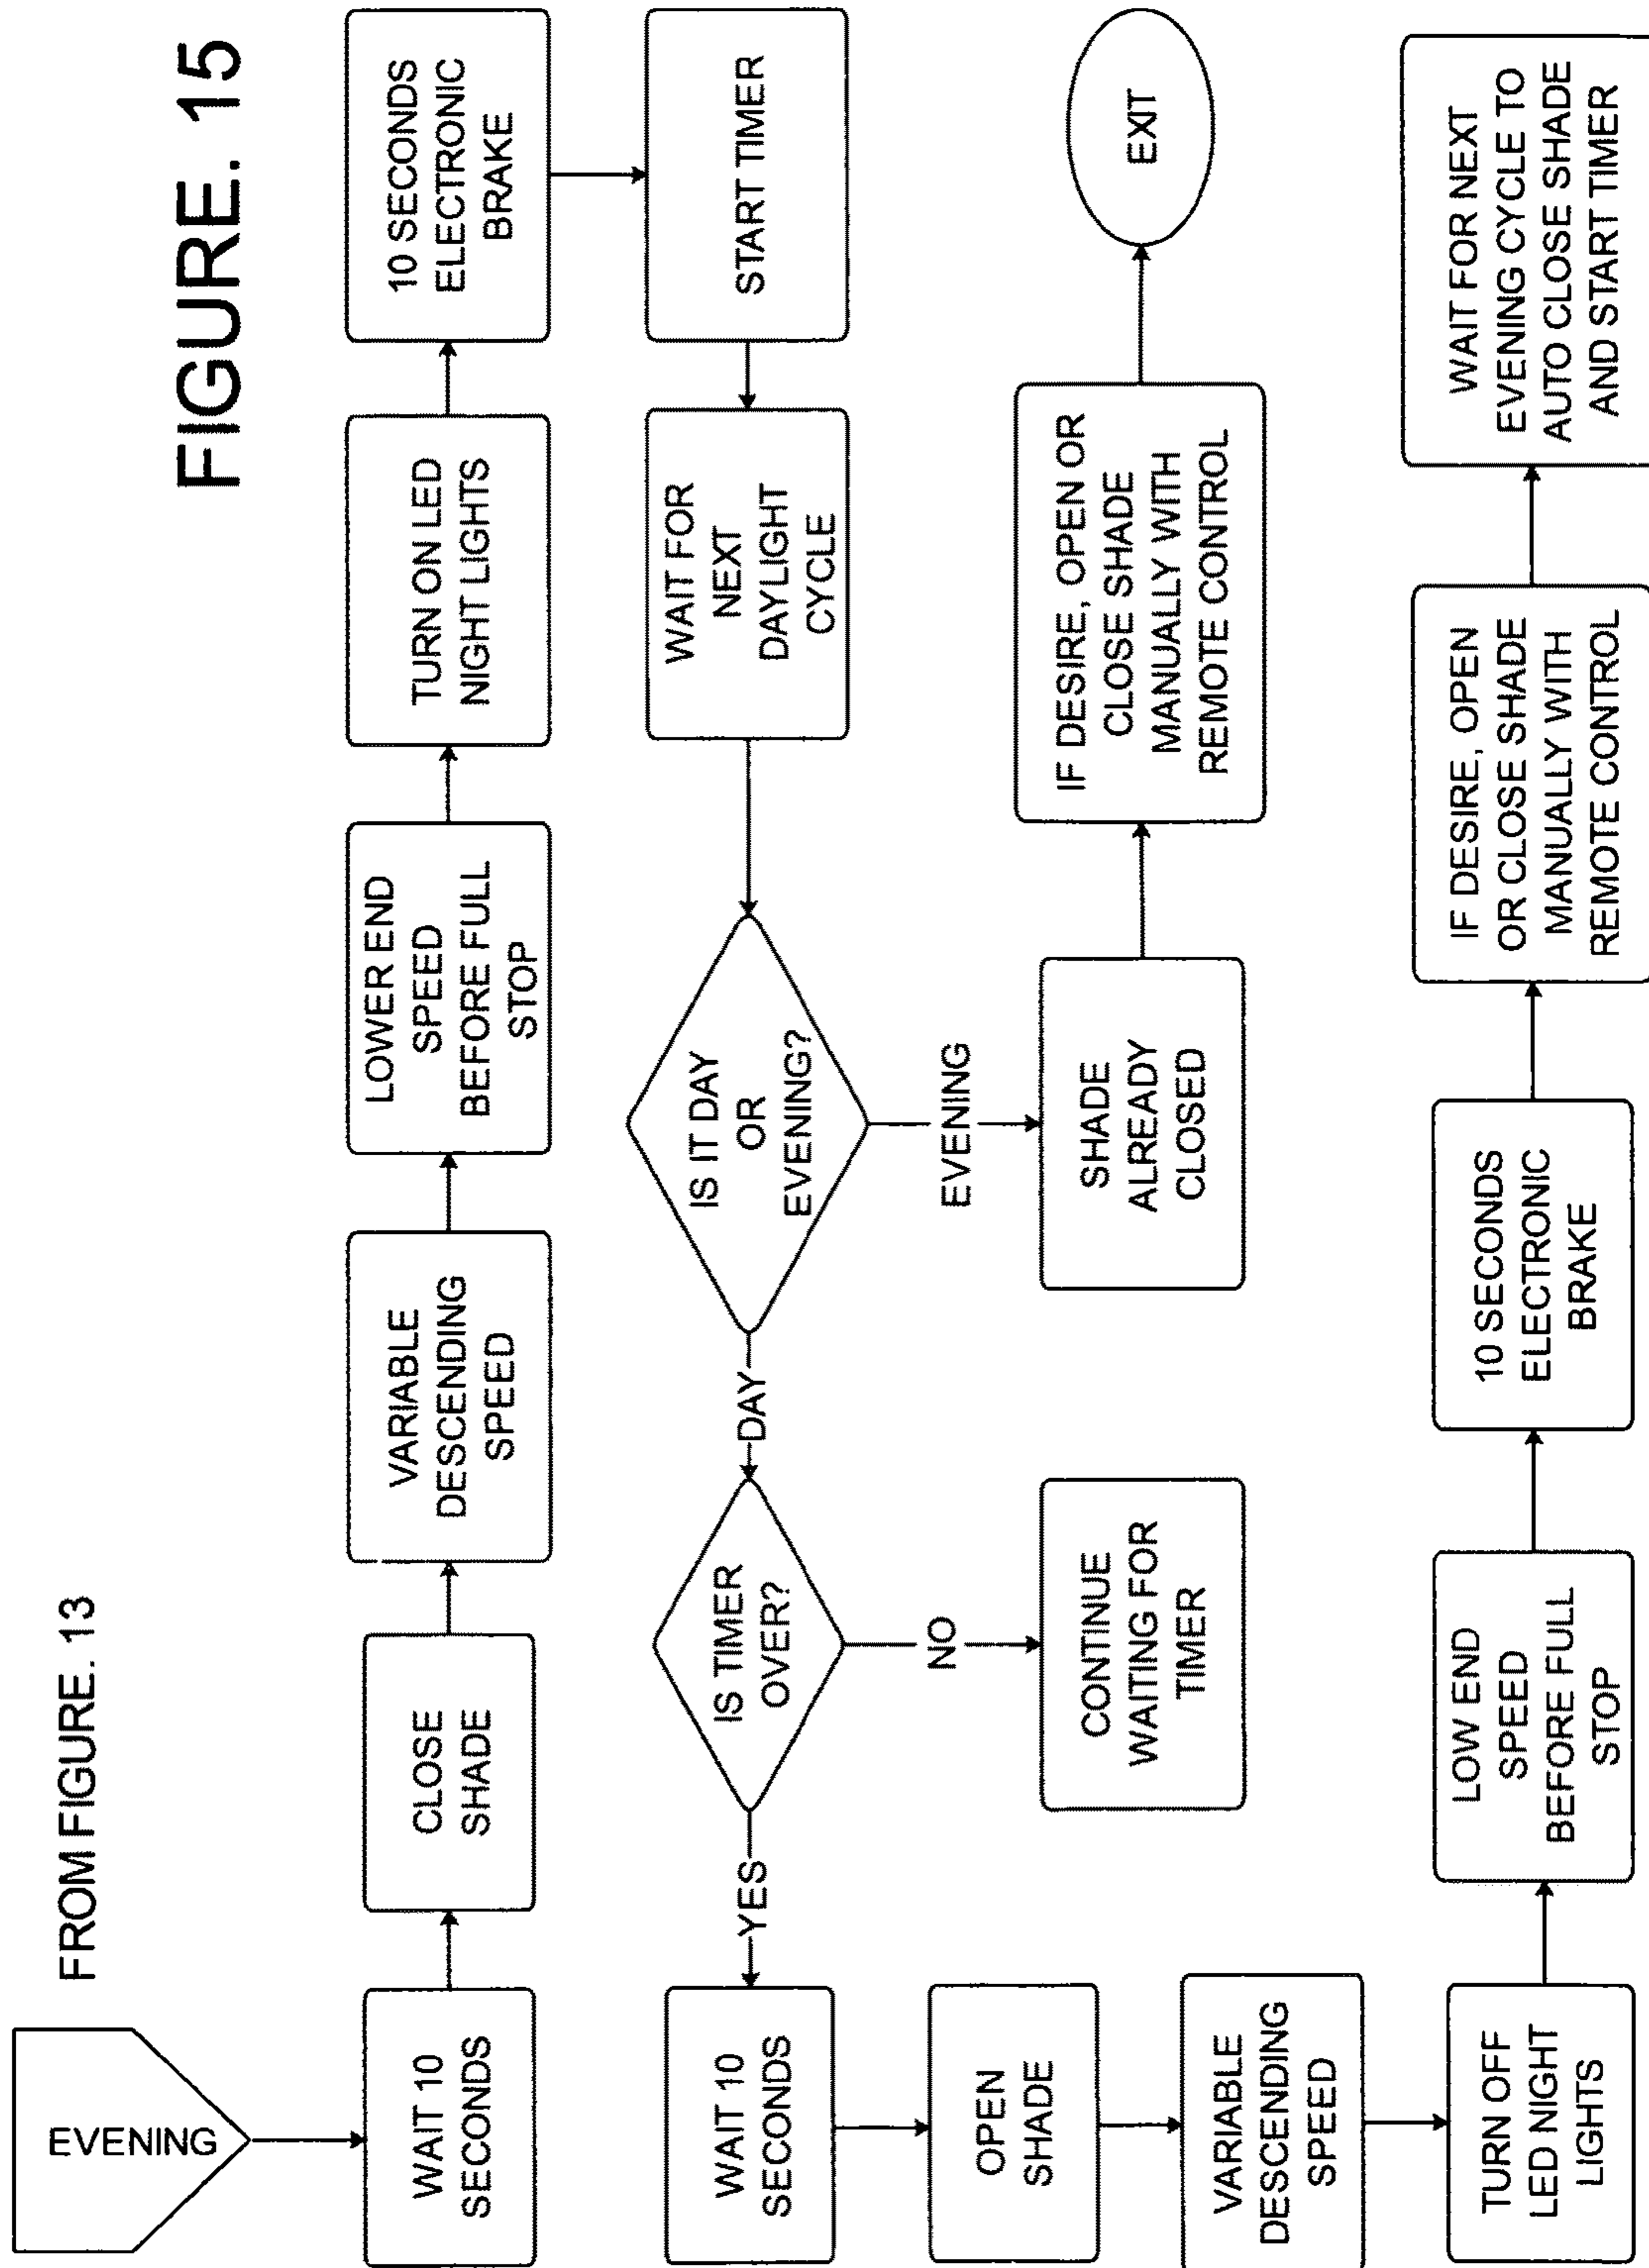 FIGURE. 15
FROM FIGURE. 13
EVENING
WAIT 10
SECONDS
CLOSE
SHADE
VARIABLE
DESCENDING
SPEED
LOWER END
SPEED
BEFORE FULL
STOP
TURN ON LED
NIGHT LIGHTS
10 SECONDS
ELECTRONIC
BRAKE
START TIMER
WAIT FOR
NEXT
DAYLIGHT
CYCLE
IS IT DAY
OR
EVENING?
EVENING
SHADE
ALREADY
CLOSED
IF DESIRE, OPEN OR
CLOSE SHADE
MANUALLY WITH
REMOTE CONTROL
EXIT
DAY
IS TIMER
OVER?
NO
CONTINUE
WAITING FOR
TIMER
YES
WAIT 10
SECONDS
OPEN
SHADE
VARIABLE
DESCENDING
SPEED
TURN OFF
LED NIGHT
LIGHTS
LOW END
SPEED
BEFORE FULL
STOP
10 SECONDS
ELECTRONIC
BRAKE
IF DESIRE, OPEN
OR CLOSE SHADE
MANUALLY WITH
REMOTE CONTROL
WAIT FOR NEXT
EVENING CYCLE TO
AUTO CLOSE SHADE
AND START TIMER